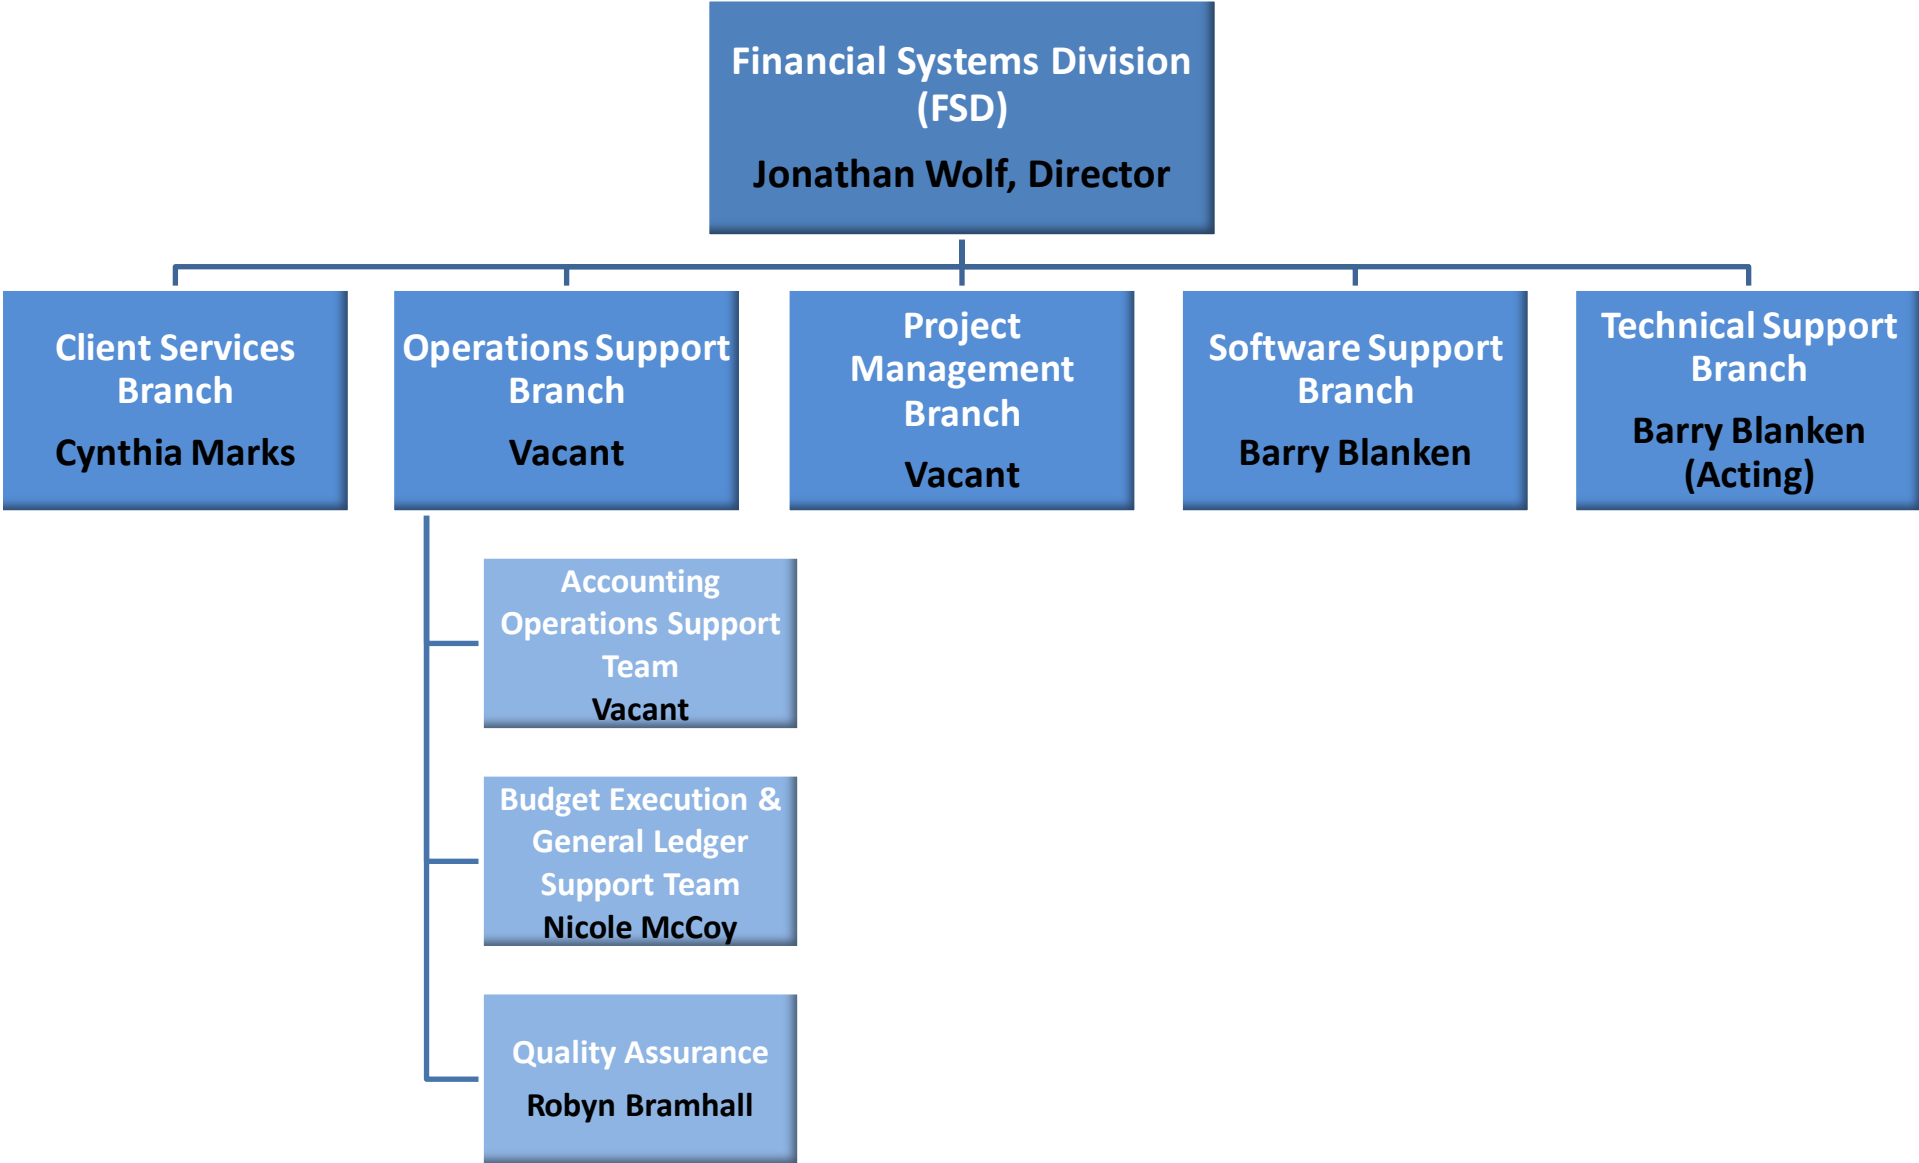 Financial Systems Division
(FSD)
Jonathan Wolf, Director
Client Services
Branch
Cynthia Marks
Operations Support
Branch
Vacant
Project
Management
Branch
Vacant
Software Support
Branch
Barry Blanken
Technical Support
Branch
Barry Blanken
(Acting)
Accounting
Operations Support
Team
Vacant
Budget Execution &
General Ledger
Support Team
Nicole McCoy
Quality Assurance
Robyn Bramhall